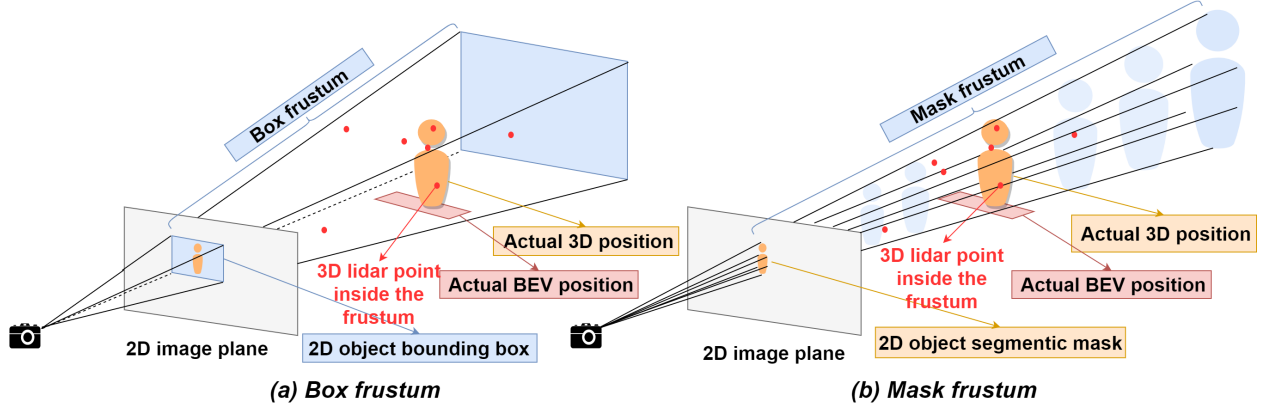 Box frustum
Actual 3D position
3D lidar point
inside the
frustum
Actual BEV position
2D image plane
2D object bounding box
(a) Box frustum
Mask frustum
Actual 3D position
3D lidar point
inside the
frustum
Actual BEV position
2D image plane
2D object segmentic mask
(b) Mask frustum